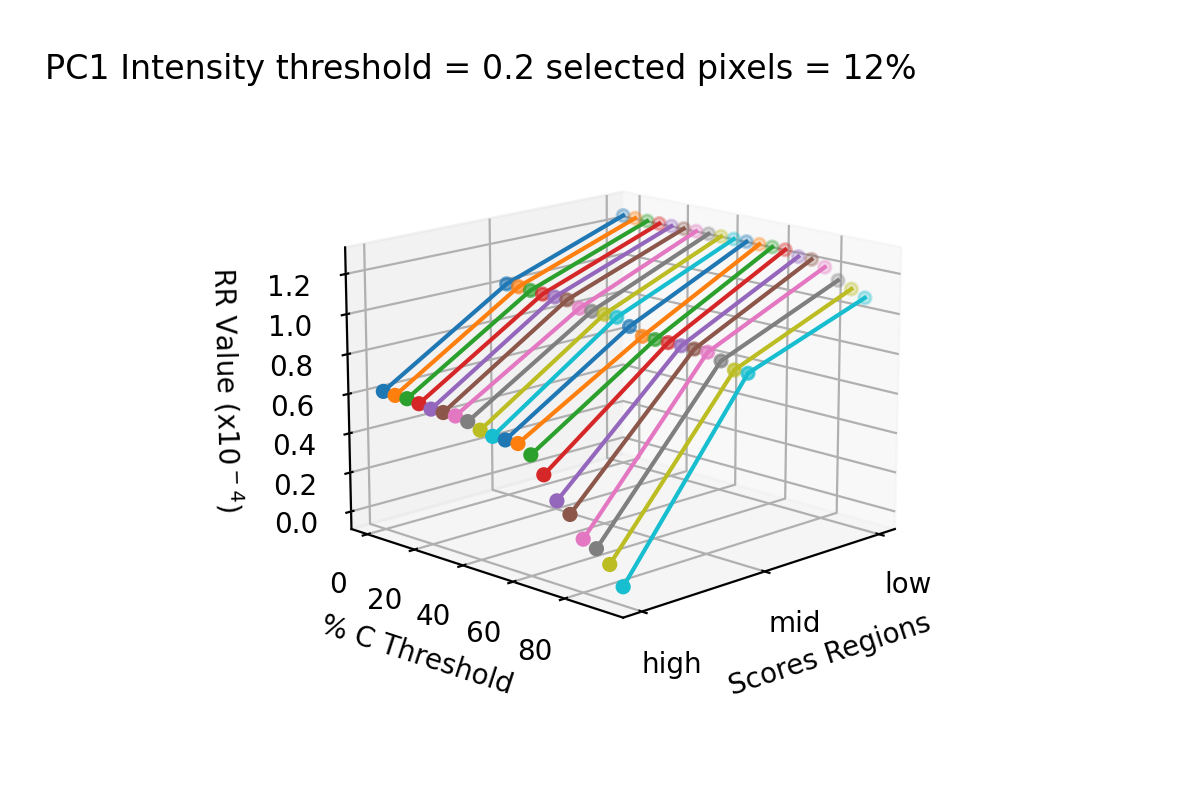 PC1 Intensity threshold = 0.2 selected pixels = 12%
RR Value (x10⁻⁴)
1.2
1.0
0.8
0.6
0.4
0.2
0.0
0
20
40
60
80
% C Threshold
high
mid
low
Scores Regions